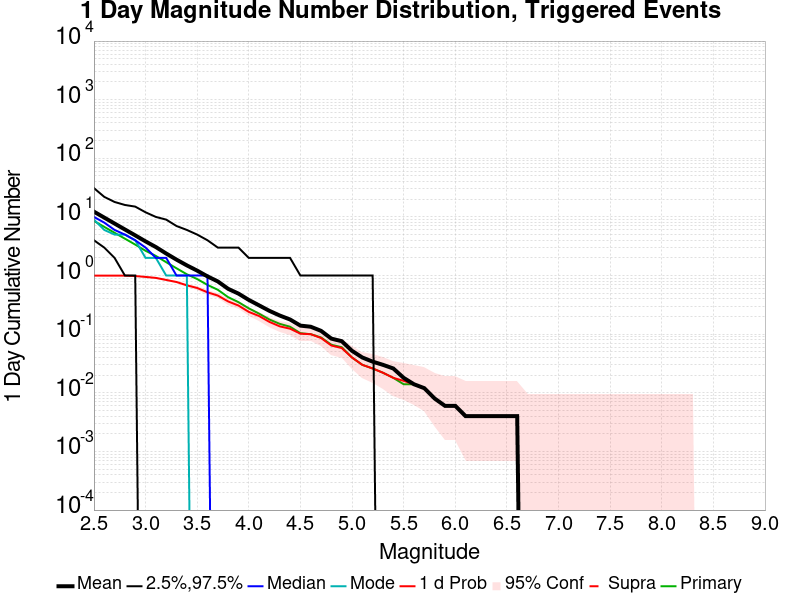 1 Day Magnitude Number Distribution, Triggered Events
1 Day Cumulative Number
10^4
10^3
10^2
10^1
10^0
10^-1
10^-2
10^-3
10^-4
2.5 3.0 3.5 4.0 4.5 5.0 5.5 6.0 6.5 7.0 7.5 8.0 8.5 9.0
Magnitude
Mean 2.5%,97.5% Median Mode 1 d Prob 95% Conf Supra Primary